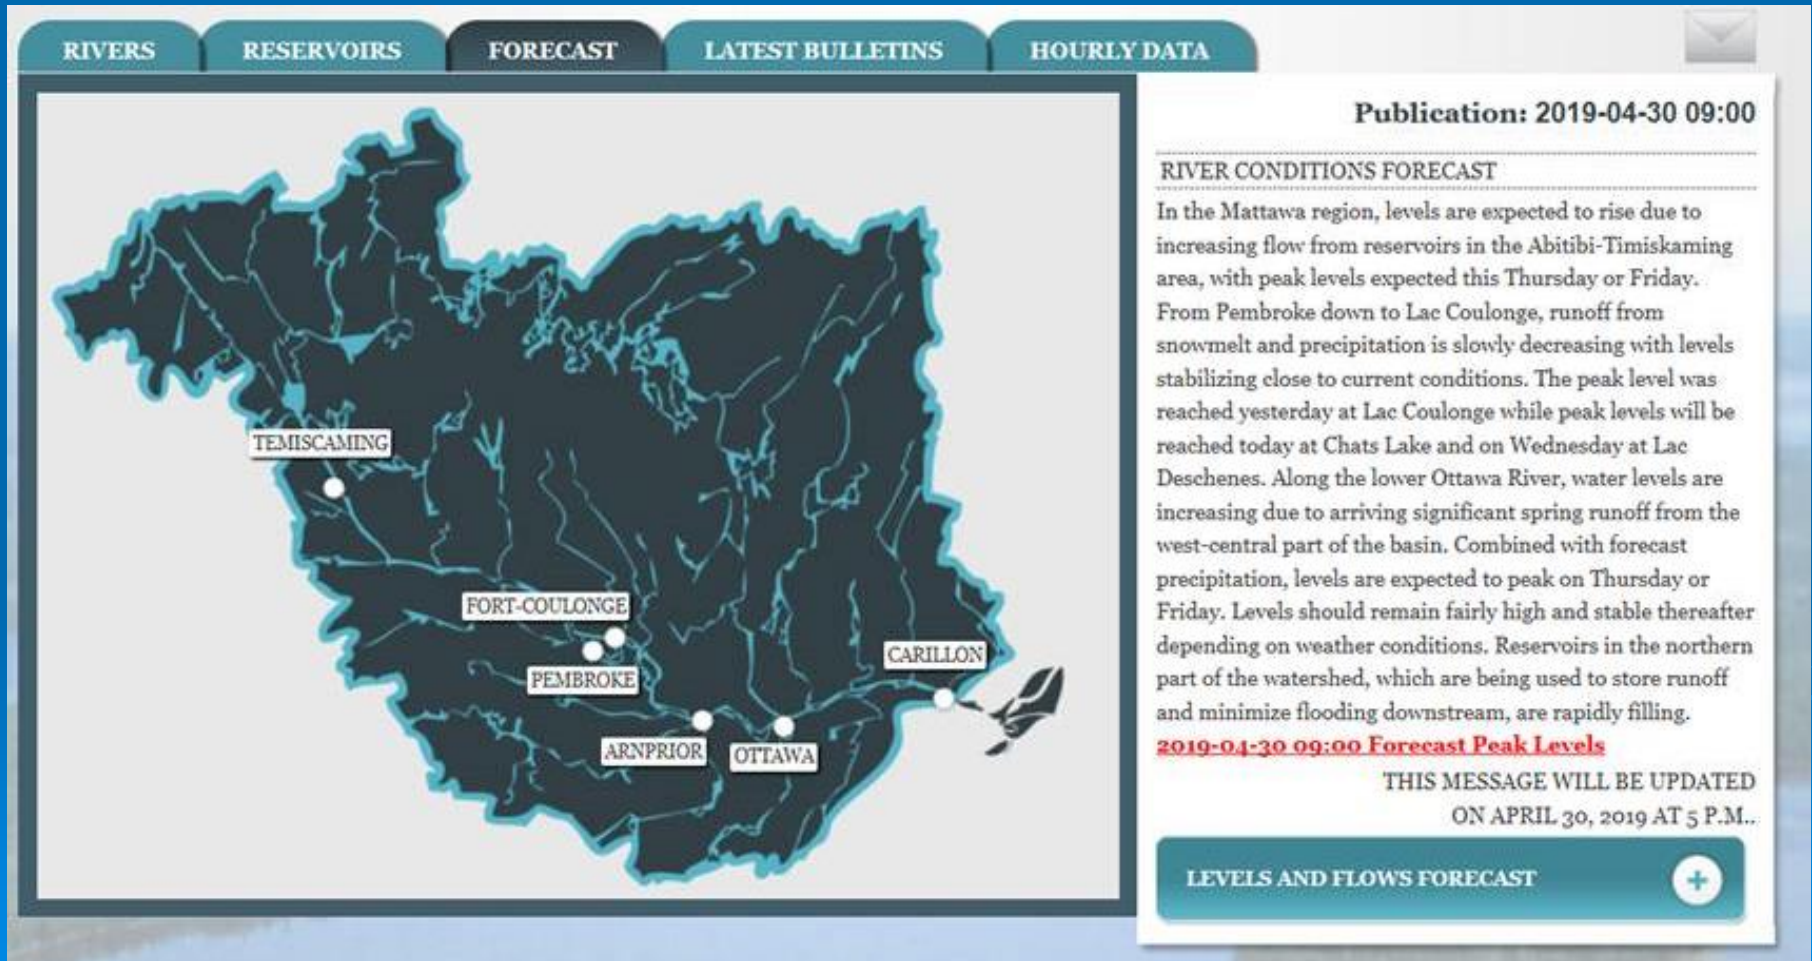 RIVERS
RESERVOIRS
FORECAST
LATEST BULLETINS
HOURLY DATA
TEMISCAMING
FORT-COULONGE
PEMBROKE
CARILLON
ARNPRIOR
OTTAWA
Publication: 2019-04-30 09:00
RIVER CONDITIONS FORECAST
In the Mattawa region, levels are expected to rise due to
increasing flow from reservoirs in the Abitibi-Timiskaming
area, with peak levels expected this Thursday or Friday.
From Pembroke down to Lac Coulonge, runoff from
snowmelt and precipitation is slowly decreasing with levels
stabilizing close to current conditions. The peak level was
reached yesterday at Lac Coulonge while peak levels will be
reached today at Chats Lake and on Wednesday at Lac
Deschenes. Along the lower Ottawa River, water levels are
increasing due to arriving significant spring runoff from the
west-central part of the basin. Combined with forecast
precipitation, levels are expected to peak on Thursday or
Friday. Levels should remain fairly high and stable thereafter
depending on weather conditions. Reservoirs in the northern
part of the watershed, which are being used to store runoff
and minimize flooding downstream, are rapidly filling.
2019-04-30 09:00 Forecast Peak Levels
THIS MESSAGE WILL BE UPDATED
ON APRIL 30, 2019 AT 5 P.M..
LEVELS AND FLOWS FORECAST